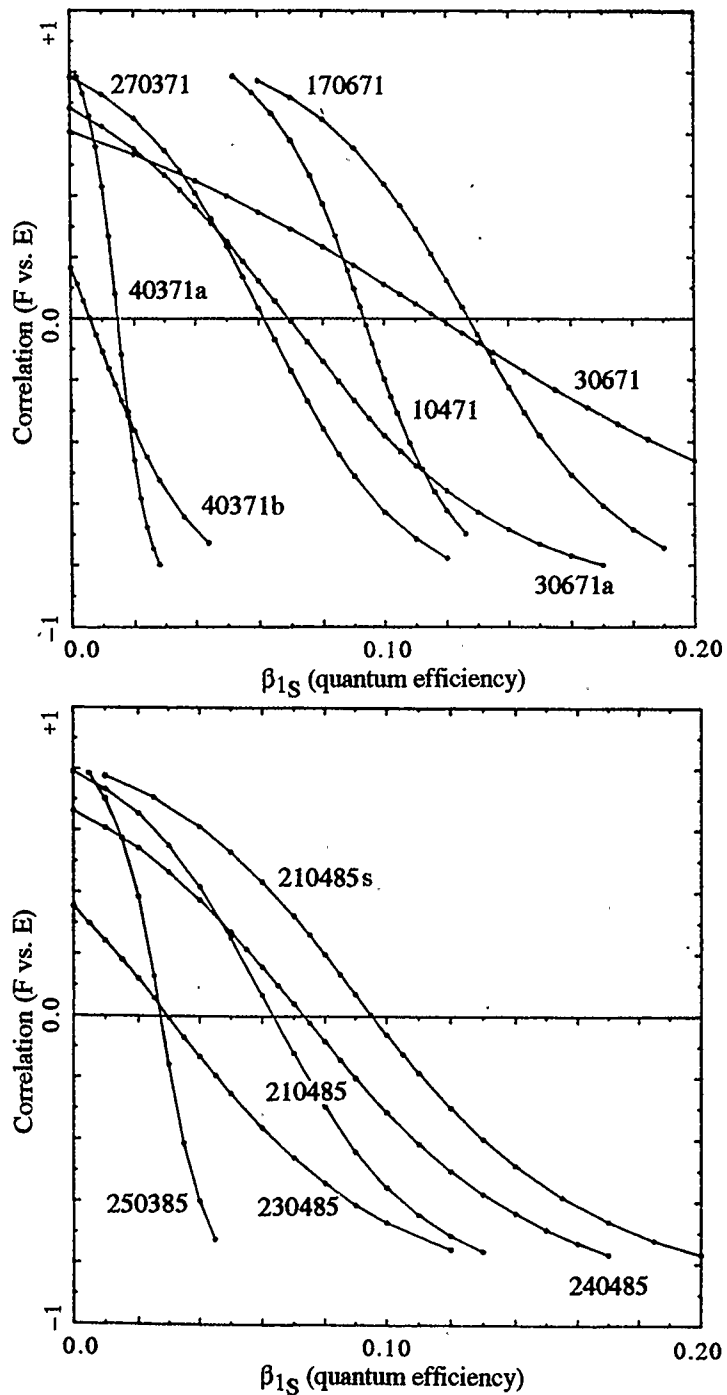 +1
270371
170671
40371a
Correlation (F vs. E)
0.0
30671
10471
40371b
30671a
−1
0.0
0.10
0.20
β1S (quantum efficiency)
+1
210485s
Correlation (F vs. E)
0.0
210485
250385
230485
240485
−1
0.0
0.10
0.20
β1S (quantum efficiency)